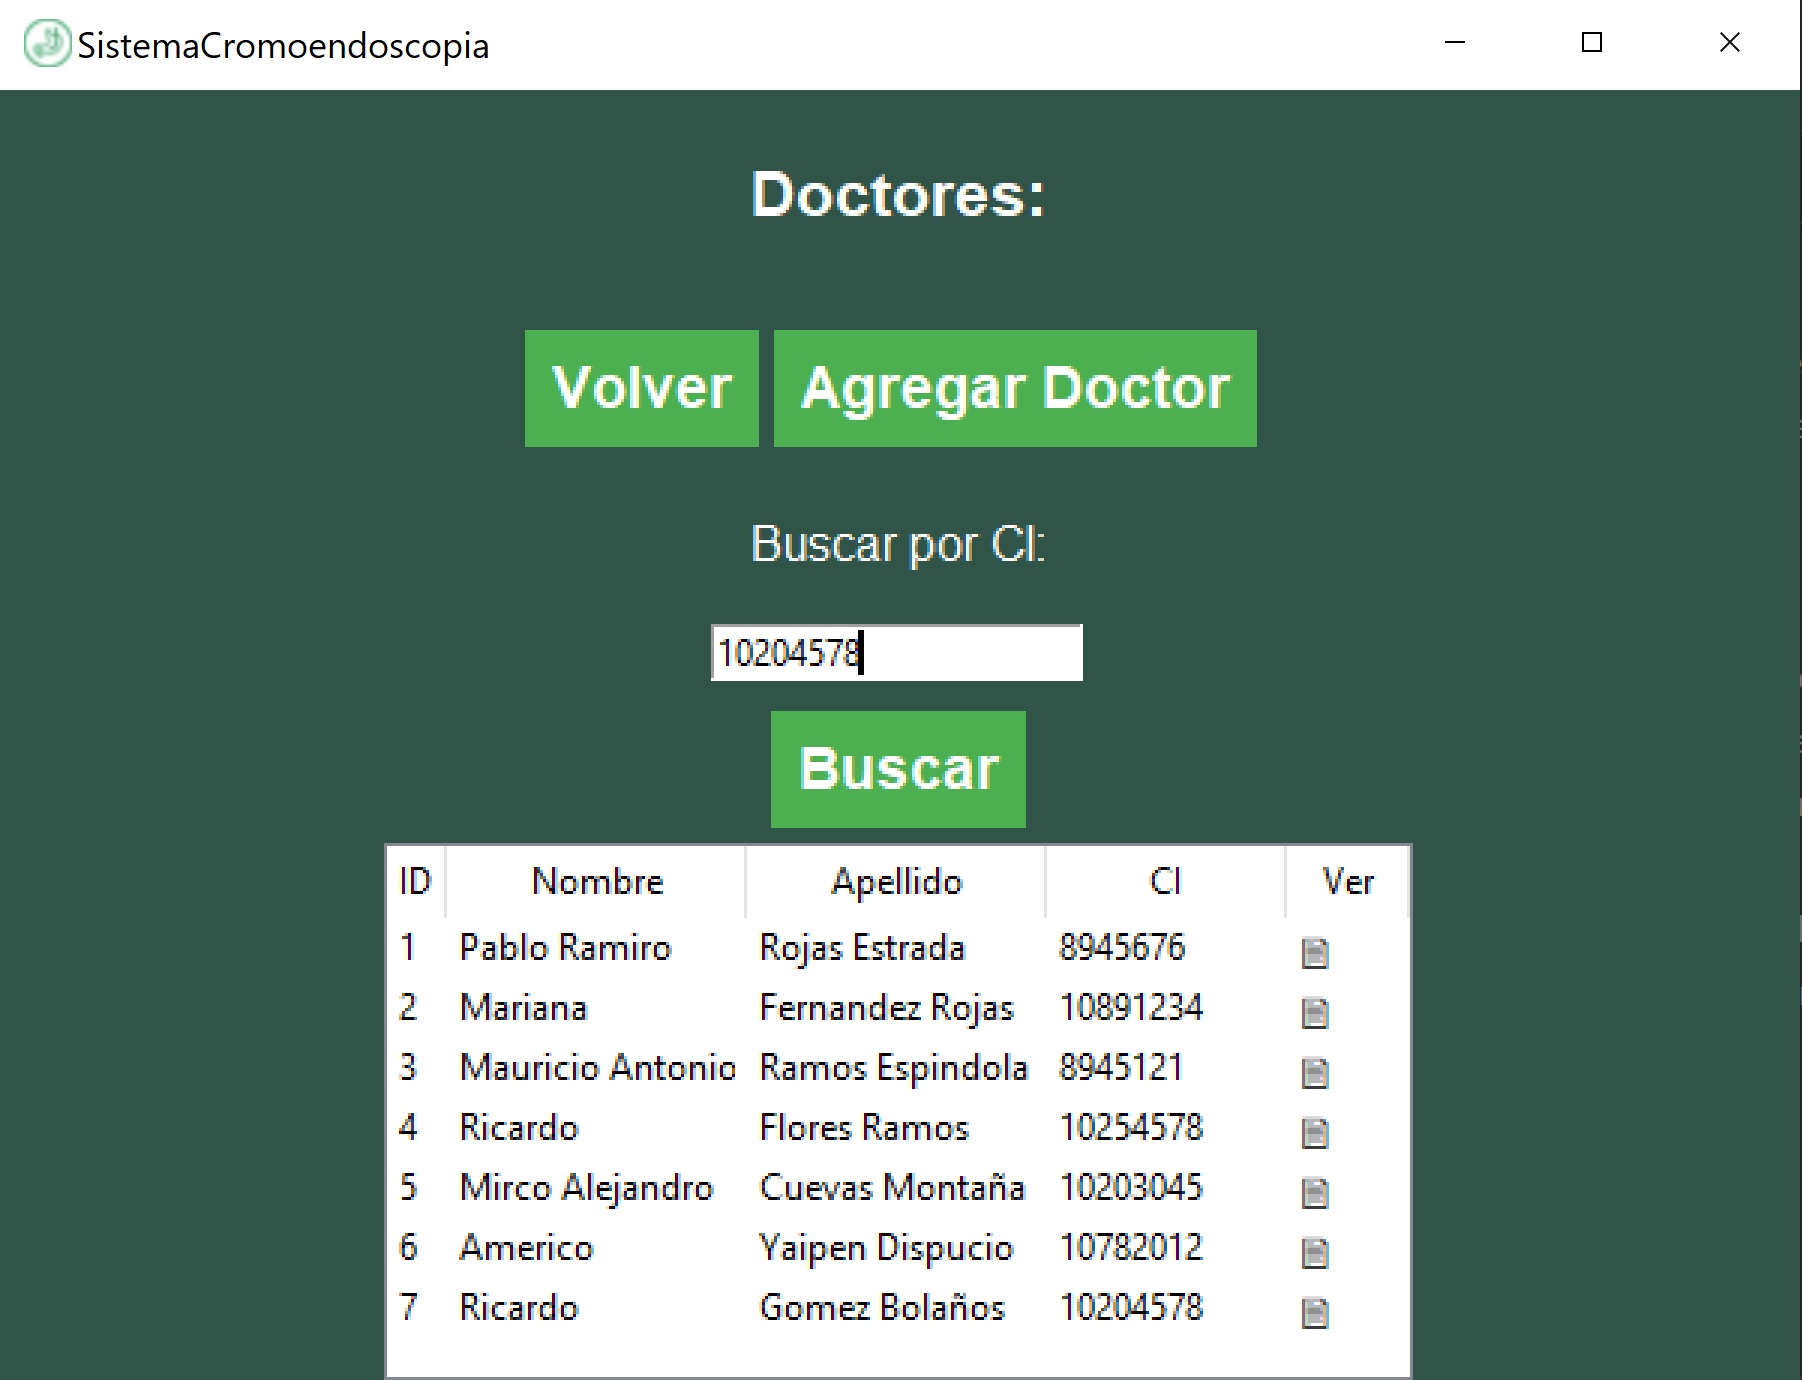 SistemaCromoendoscopia
Doctores:
Volver Agregar Doctor
Buscar por CI:
10204578
Buscar
ID Nombre Apellido CI Ver
1 Pablo Ramiro Rojas Estrada 8945676
2 Mariana Fernandez Rojas 10891234
3 Mauricio Antonio Ramos Espindola 8945121
4 Ricardo Flores Ramos 10254578
5 Mirco Alejandro Cuevas Montaña 10203045
6 Americo Yaipen Dispucio 10782012
7 Ricardo Gomez Bolaños 10204578